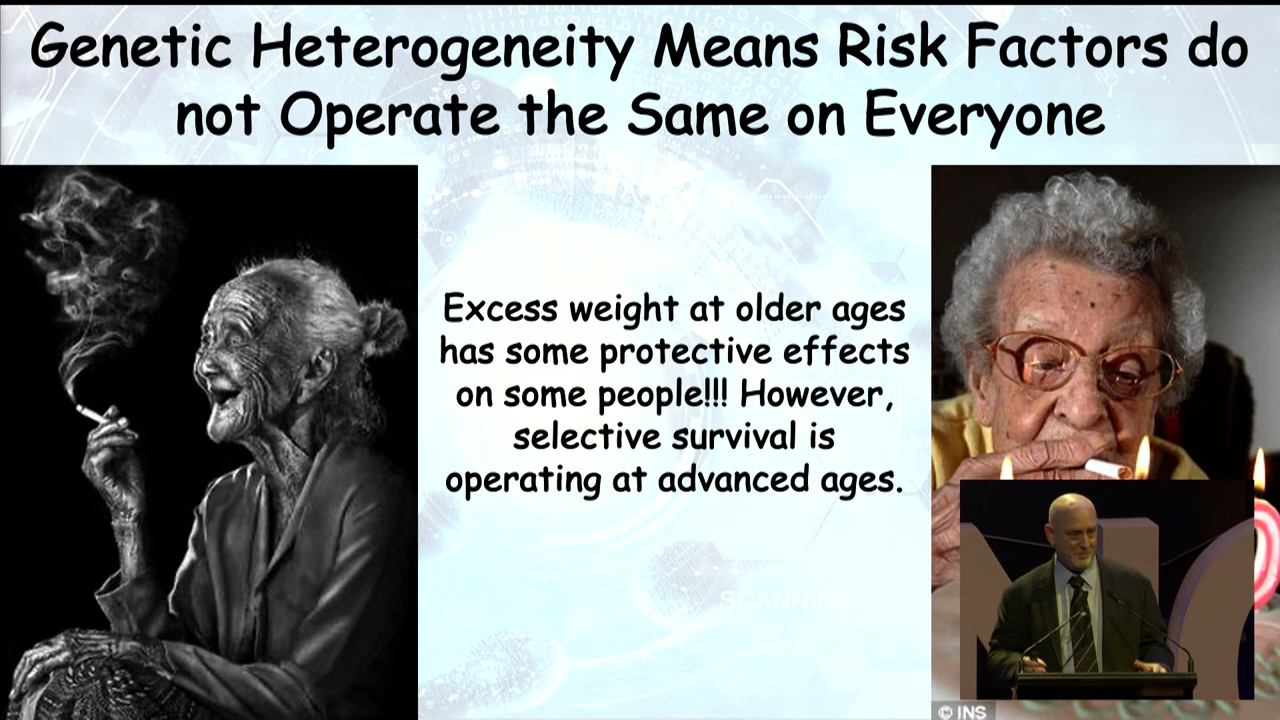 Genetic Heterogeneity Means Risk Factors do
not Operate the Same on Everyone
Excess weight at older ages
has some protective effects
on some people!!! However,
selective survival is
operating at advanced ages.
SCANNING
© INS